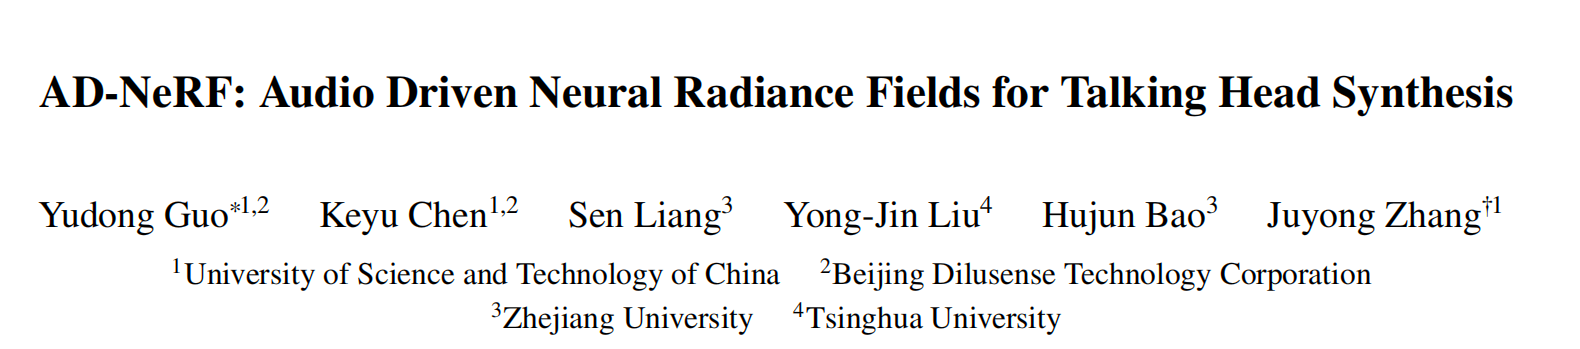 AD-NeRF: Audio Driven Neural Radiance Fields for Talking Head Synthesis
Yudong Guo*1,2 Keyu Chen1,2 Sen Liang3 Yong-Jin Liu4 Hujun Bao3 Juyong Zhang†1
1University of Science and Technology of China 2Beijing Dilusense Technology Corporation
3Zhejiang University 4Tsinghua University